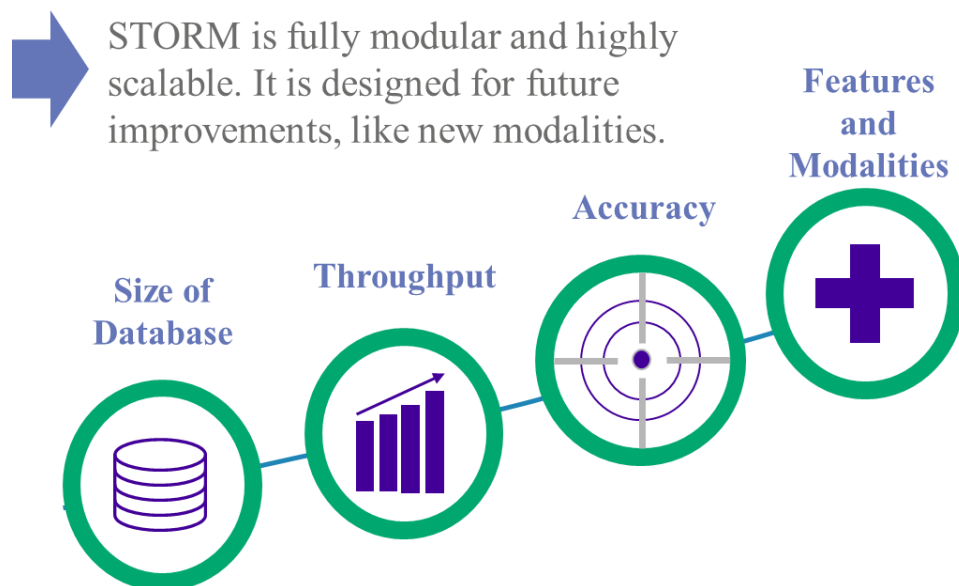 STORM is fully modular and highly
scalable. It is designed for future
improvements, like new modalities.
Features
and
Modalities
Accuracy
Throughput
Size of
Database